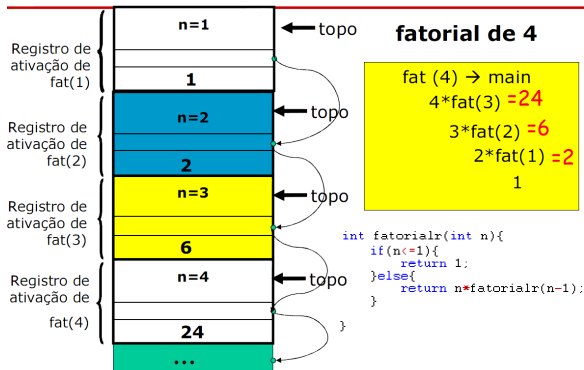 fatorial de 4
Registro de
ativação de
fat(1)
n=1
1
topo
Registro de
ativação de
fat(2)
n=2
2
topo
Registro de
ativação de
fat(3)
n=3
6
topo
Registro de
ativação de
fat(4)
n=4
24
topo
...
fat (4) → main
4*fat(3) =24
3*fat(2) =6
2*fat(1) =2
1
int fatorialr(int n){
if(n<=1){
return 1;
}else{
return n*fatorialr(n-1);
}
}